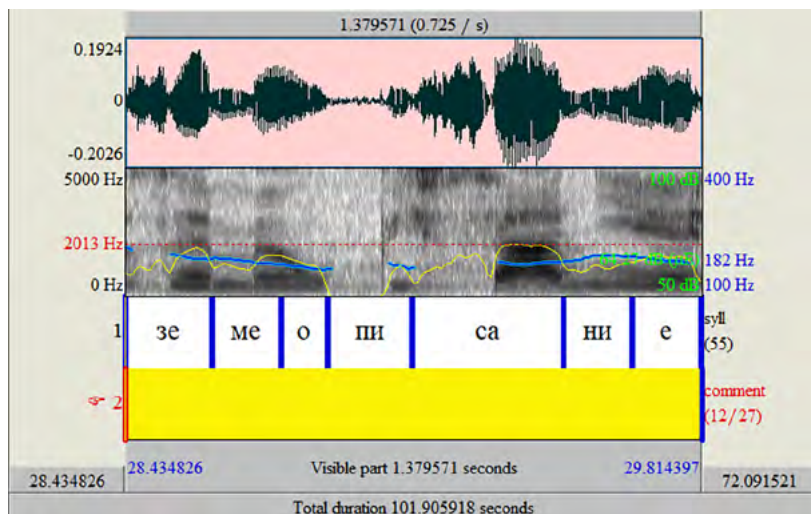 1.379571 (0.725 / s)
0.1924
0
-0.2026
5000 Hz 100 dB 400 Hz
2013 Hz
182 Hz
0 Hz 50 dB 100 Hz
1 зе ме о пи са ни е syll
(55)
2 comment
(12/27)
28.434826 Visible part 1.379571 seconds 29.814397
28.434826 72.091521
Total duration 101.905918 seconds